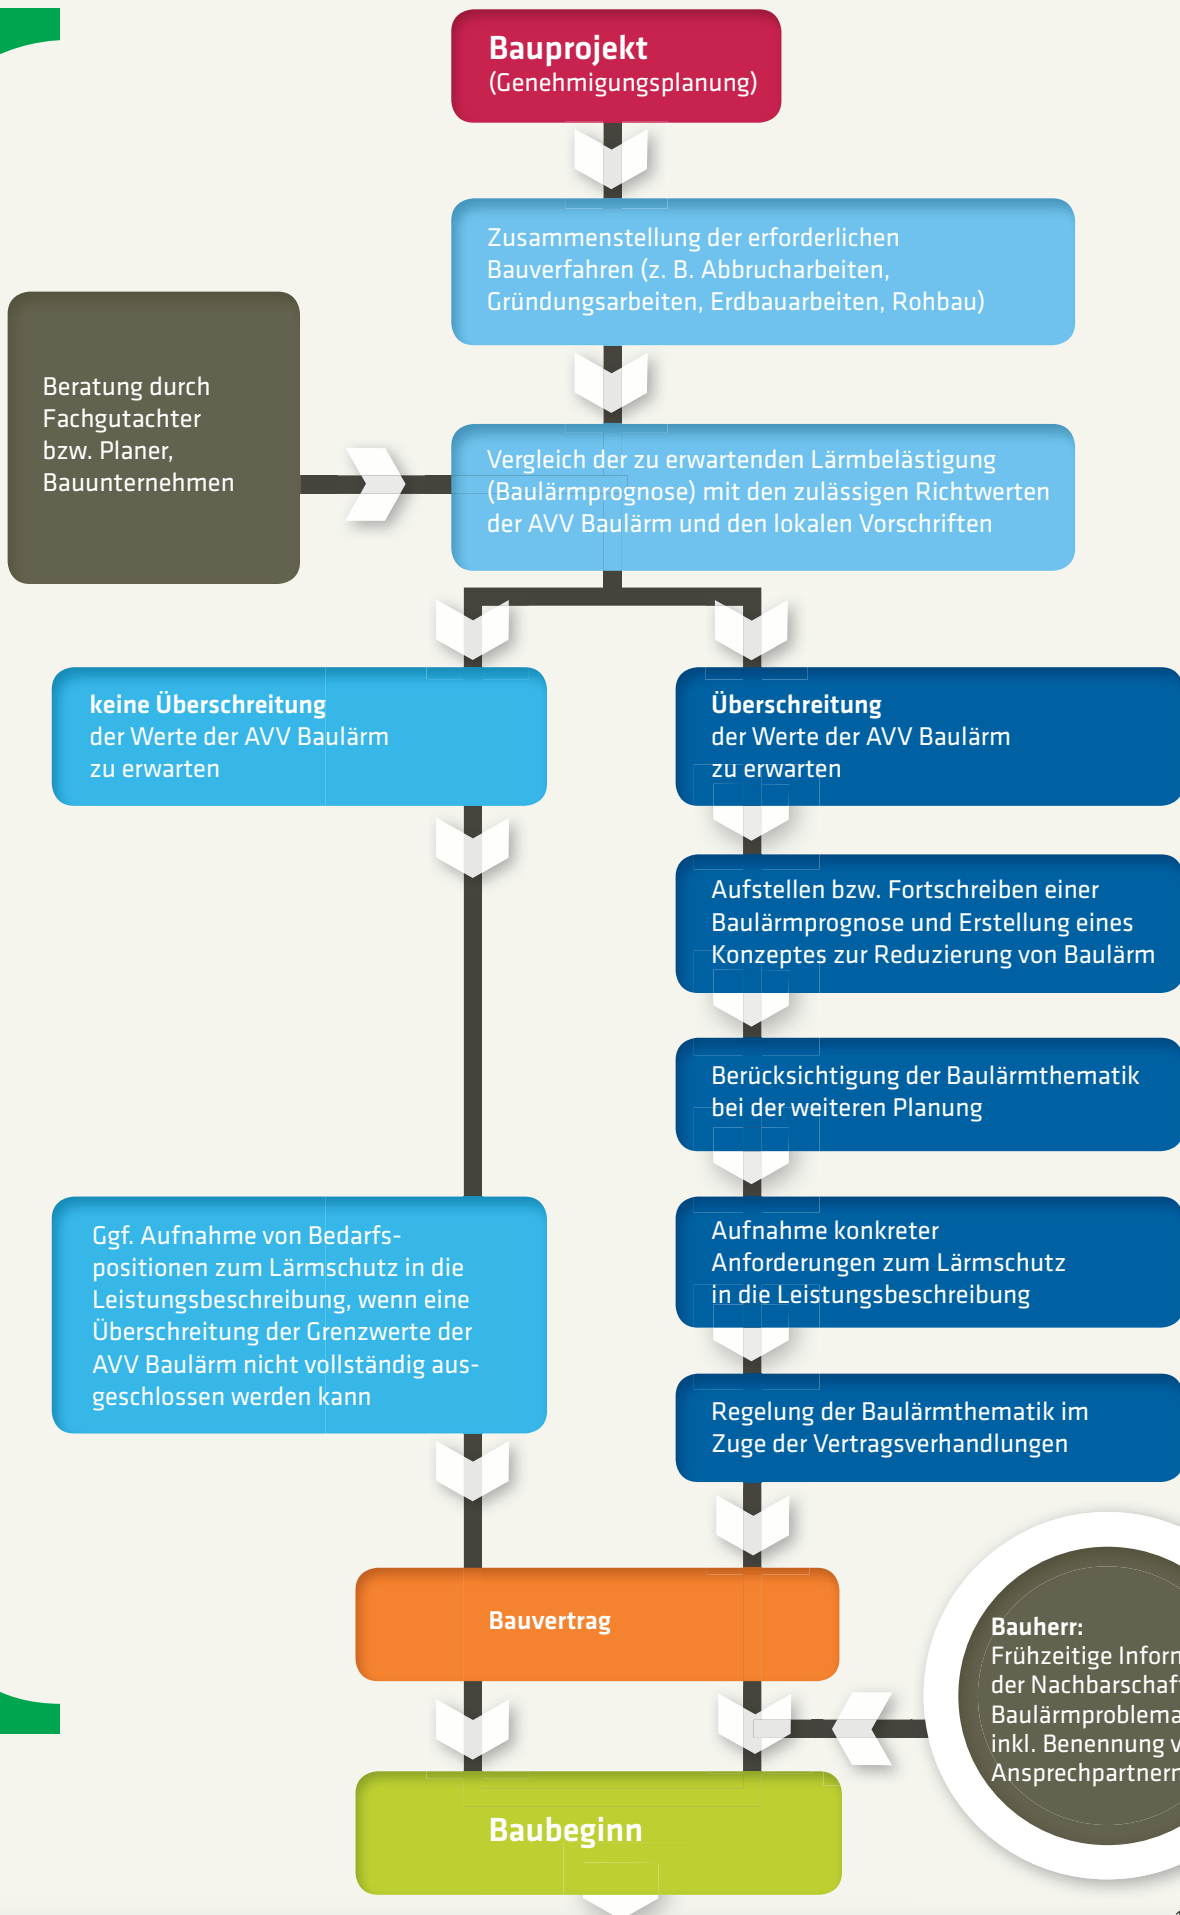 Bauprojekt
(Genehmigungsplanung)
Zusammenstellung der erforderlichen
Bauverfahren (z. B. Abbrucharbeiten,
Gründungsarbeiten, Erdbauarbeiten, Rohbau)
Beratung durch
Fachgutachter
bzw. Planer,
Bauunternehmen
Vergleich der zu erwartenden Lärmbelästigung
(Baulärmprognose) mit den zulässigen Richtwerten
der AVV Baulärm und den lokalen Vorschriften
keine Überschreitung
der Werte der AVV Baulärm
zu erwarten
Überschreitung
der Werte der AVV Baulärm
zu erwarten
Aufstellen bzw. Fortschreiben einer
Baulärmprognose und Erstellung eines
Konzeptes zur Reduzierung von Baulärm
Berücksichtigung der Baulärmthematik
bei der weiteren Planung
Ggf. Aufnahme von Bedarfs-
positionen zum Lärmschutz in die
Leistungsbeschreibung, wenn eine
Überschreitung der Grenzwerte der
AVV Baulärm nicht vollständig aus-
geschlossen werden kann
Aufnahme konkreter
Anforderungen zum Lärmschutz
in die Leistungsbeschreibung
Regelung der Baulärmthematik im
Zuge der Vertragsverhandlungen
Bauvertrag
Bauherr:
Frühzeitige
der
inkl. Benennung
Ansprechpartnern
Baubeginn